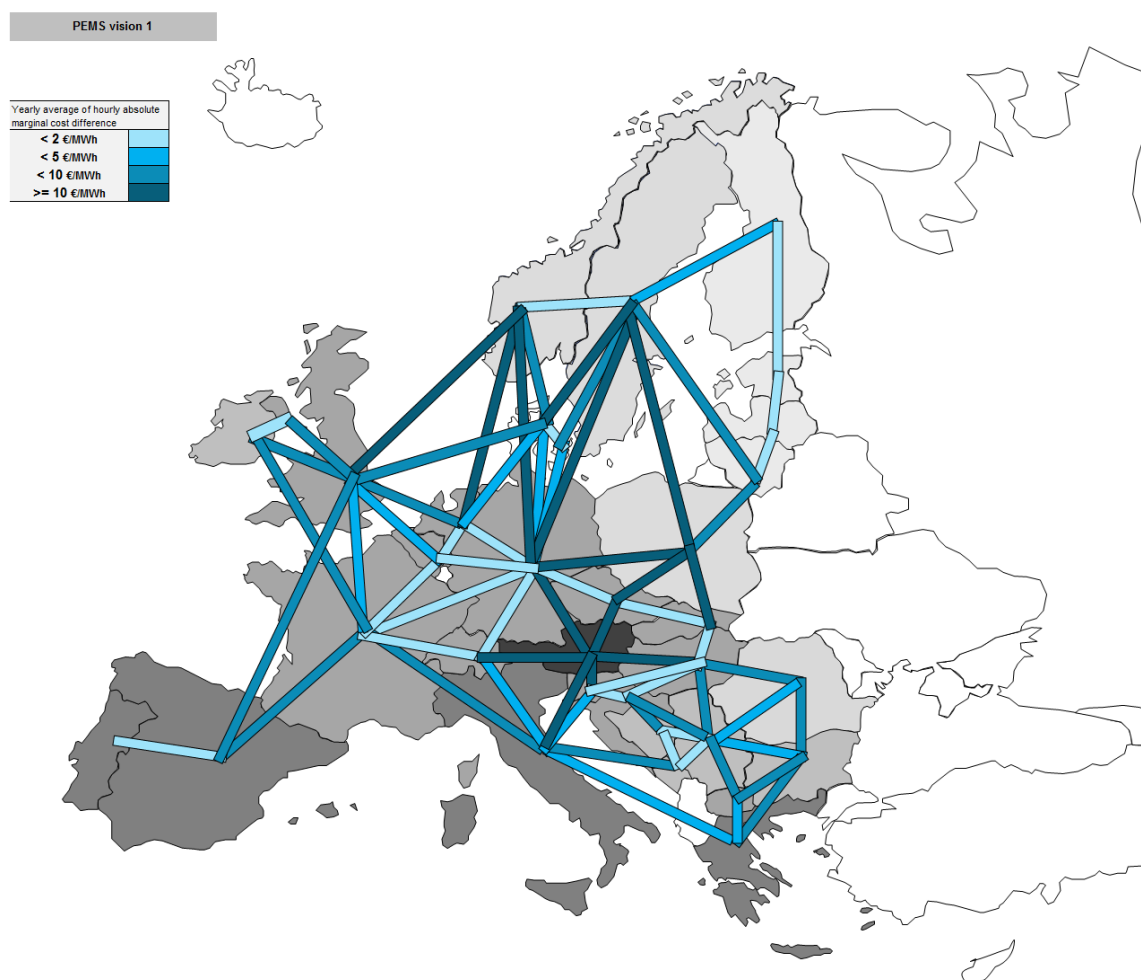 PEMS vision 1
Yearly average of hourly absolute
marginal cost difference
< 2 €/MWh
< 5 €/MWh
< 10 €/MWh
>= 10 €/MWh